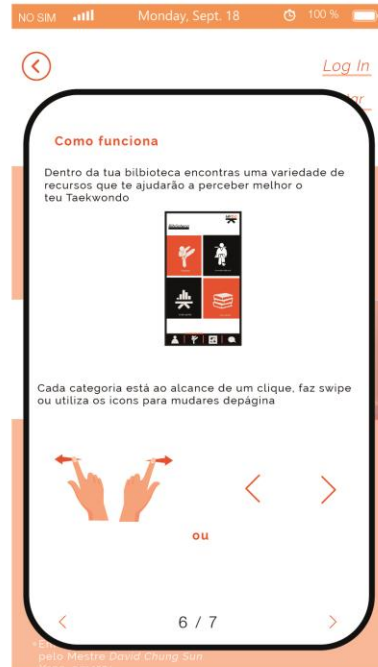 NO SIM Monday, Sept. 18 100 %
Log In
Como funciona
Dentro da tua bilbioteca encontras uma variedade de
recursos que te ajudarão a perceber melhor o
teu Taekwondo
Biblioteca
Cada categoria está ao alcance de um clique, faz swipe
ou utiliza os icons para mudares depágina
ou
6 / 7
pelo Mestre David Chung Sun